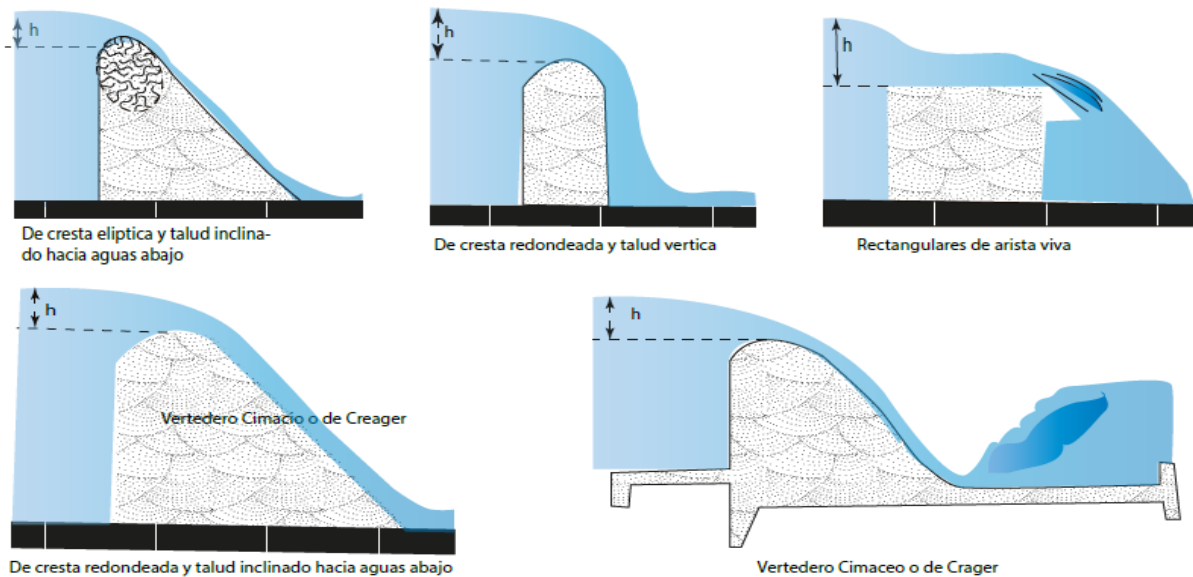 h
h
h
De cresta eliptica y talud inclina-
do hacia aguas abajo
De cresta redondeada y talud vertica
Rectangulares de arista viva
h
h
Vertedero Cimacio o de Creager
De cresta redondeada y talud inclinado hacia aguas abajo
Vertedero Cimaceo o de Crager